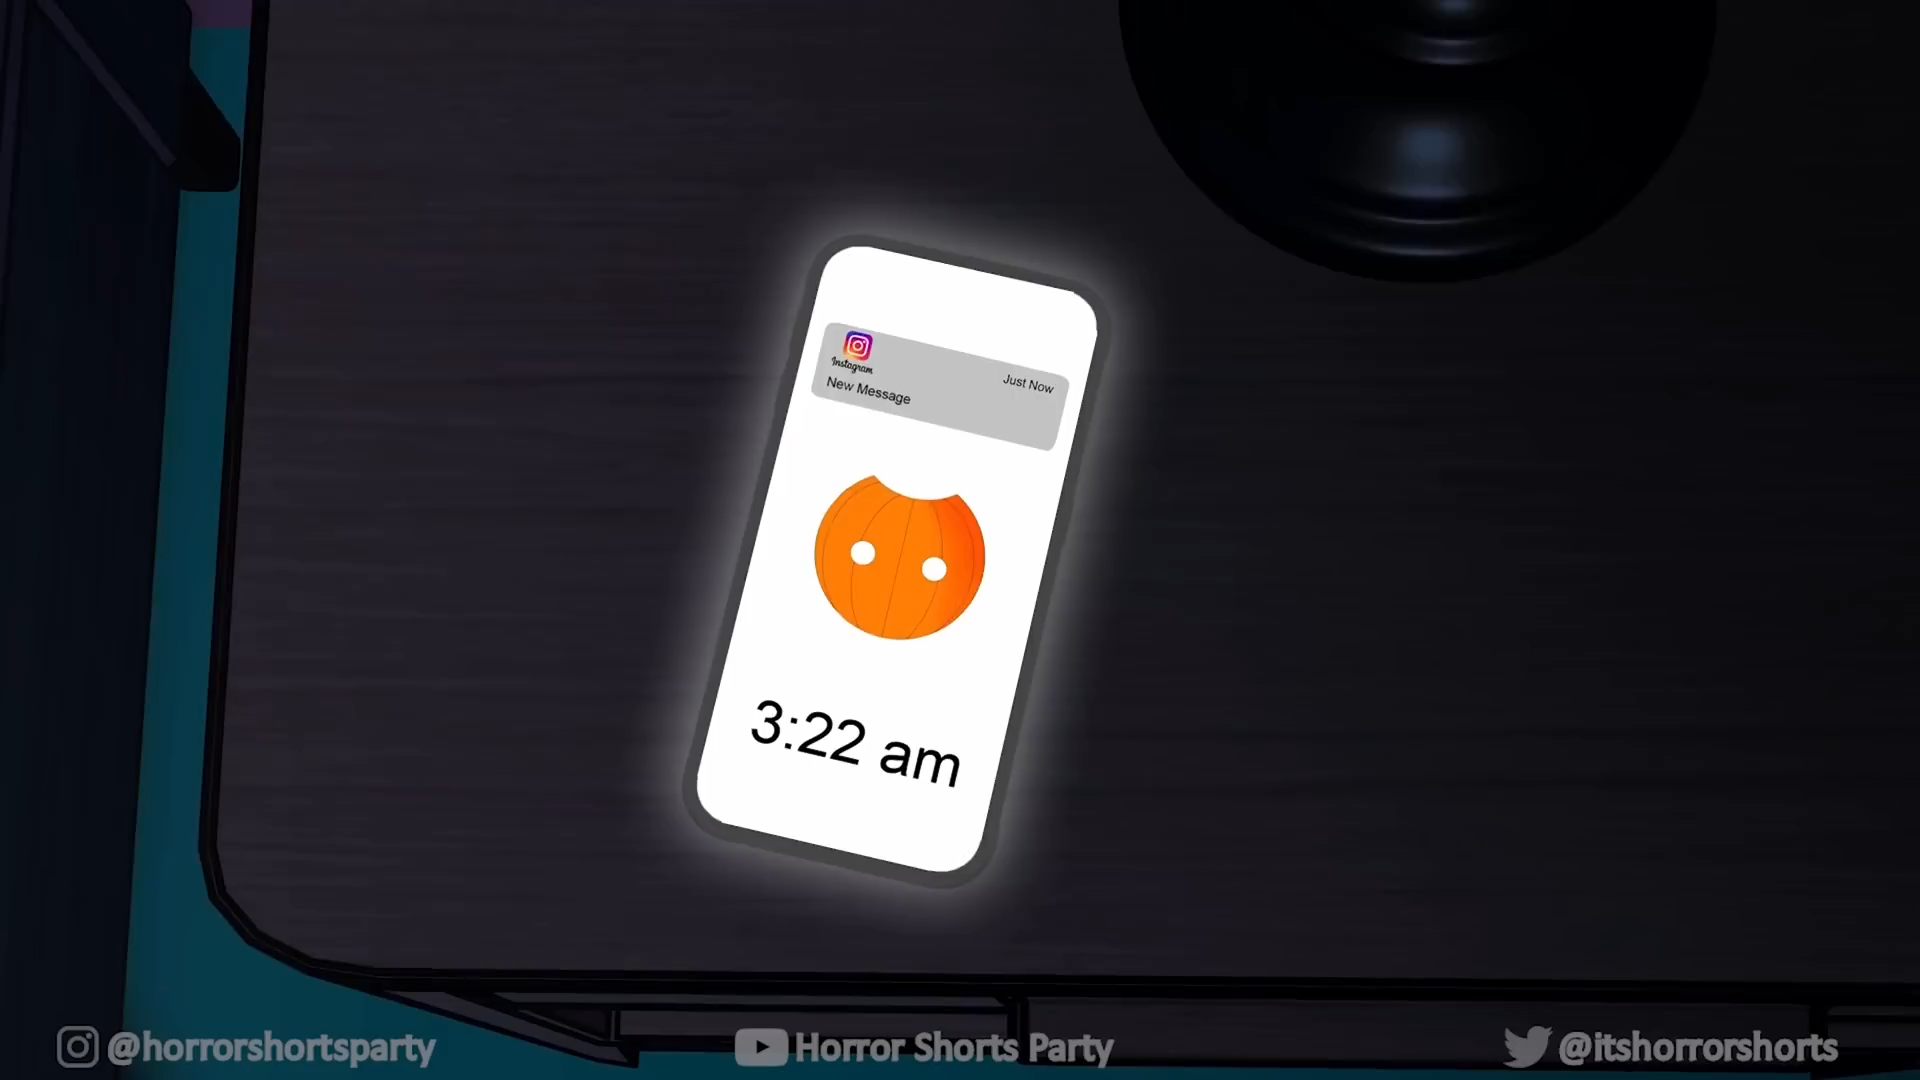 Instagram
Just Now
New Message
3:22 am
@horrorshortsparty
Horror Shorts Party
@itshorrorshorts